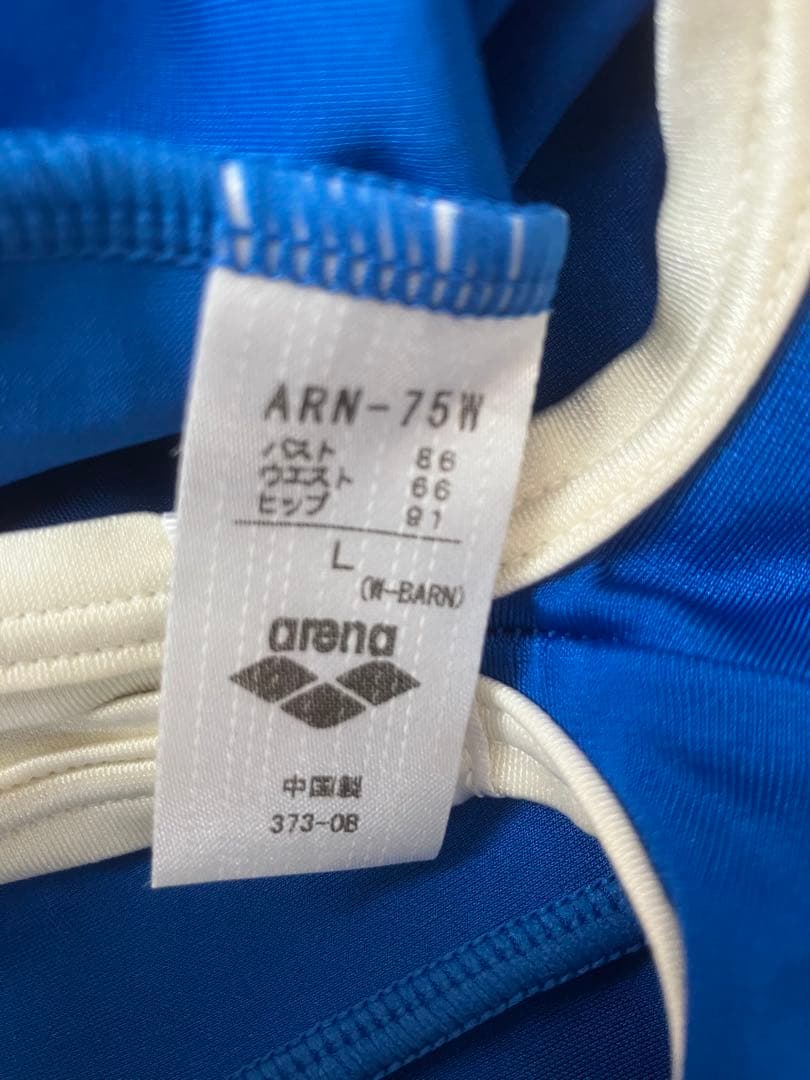 ARN-75W
バスト 86
ウエスト 66
ヒップ 91
L
(W-BARN)
arena
中国製
373-0B